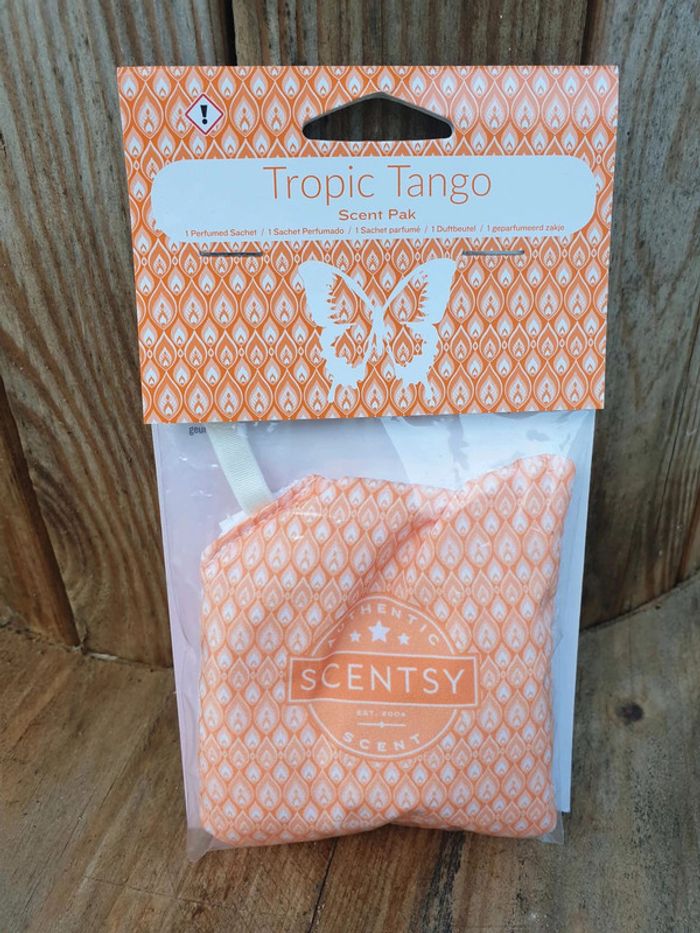 Tropic Tango
Scent Pak
1 Perfumed Sachet / 1 Sachet Perfumado / 1 Sachet parfumé / 1 Duftbeutel / 1 geparfumeerd zakje
AUTHENTIC
SCENTSY
EST. 2004
SCENT